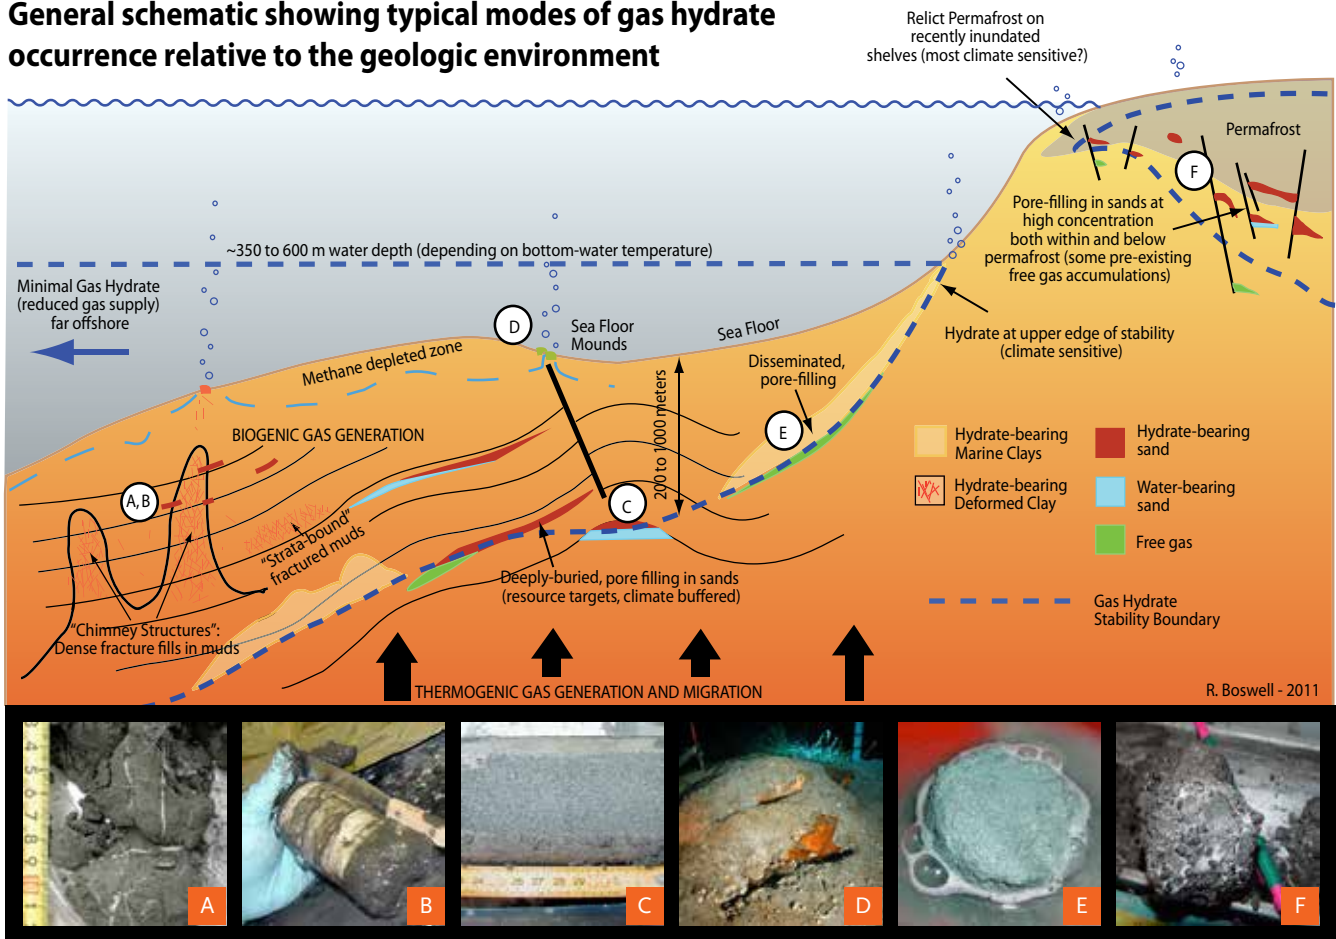 General schematic showing typical modes of gas hydrate
occurrence relative to the geologic environment
Relict Permafrost on
recently inundated
shelves (most climate sensitive?)
Permafrost
F
Pore-filling in sands at
high concentration
both within and below
permafrost (some pre-existing
free gas accumulations)
~350 to 600 m water depth (depending on bottom-water temperature)
Minimal Gas Hydrate
(reduced gas supply)
far offshore
D
Sea Floor
Mounds
Sea Floor
Hydrate at upper edge of stability
(climate sensitive)
Methane depleted zone
Disseminated,
pore-filling
200 to 1000 meters
E
BIOGENIC GAS GENERATION
A,B
C
"Strata-bound"
fractured muds
Deeply-buried, pore filling in sands
(resource targets, climate buffered)
"Chimney Structures":
Dense fracture fills in muds
Hydrate-bearing
Marine Clays
Hydrate-bearing
sand
Hydrate-bearing
Deformed Clay
Water-bearing
sand
Free gas
Gas Hydrate
Stability Boundary
THERMOGENIC GAS GENERATION AND MIGRATION
R. Boswell - 2011
A
B
C
D
E
F